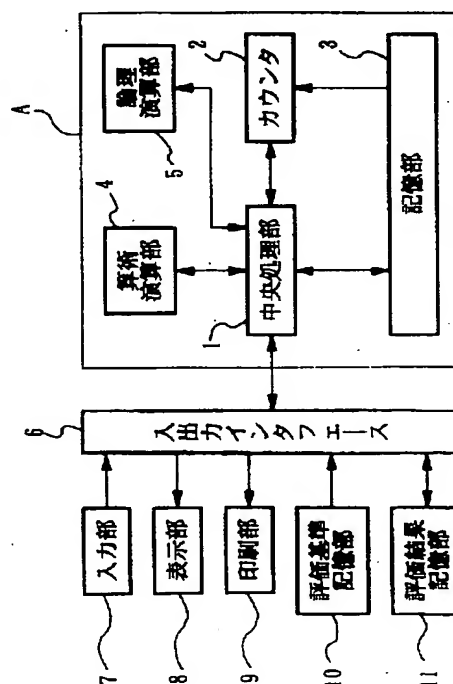 A
論理
演算部
5
算術
演算部
4
2
カウンタ
3
中央処理部
1
記憶部
6
入出力インタフェース
入力部
7
表示部
8
印刷部
9
評価基準
記憶部
10
評価結果
記憶部
11